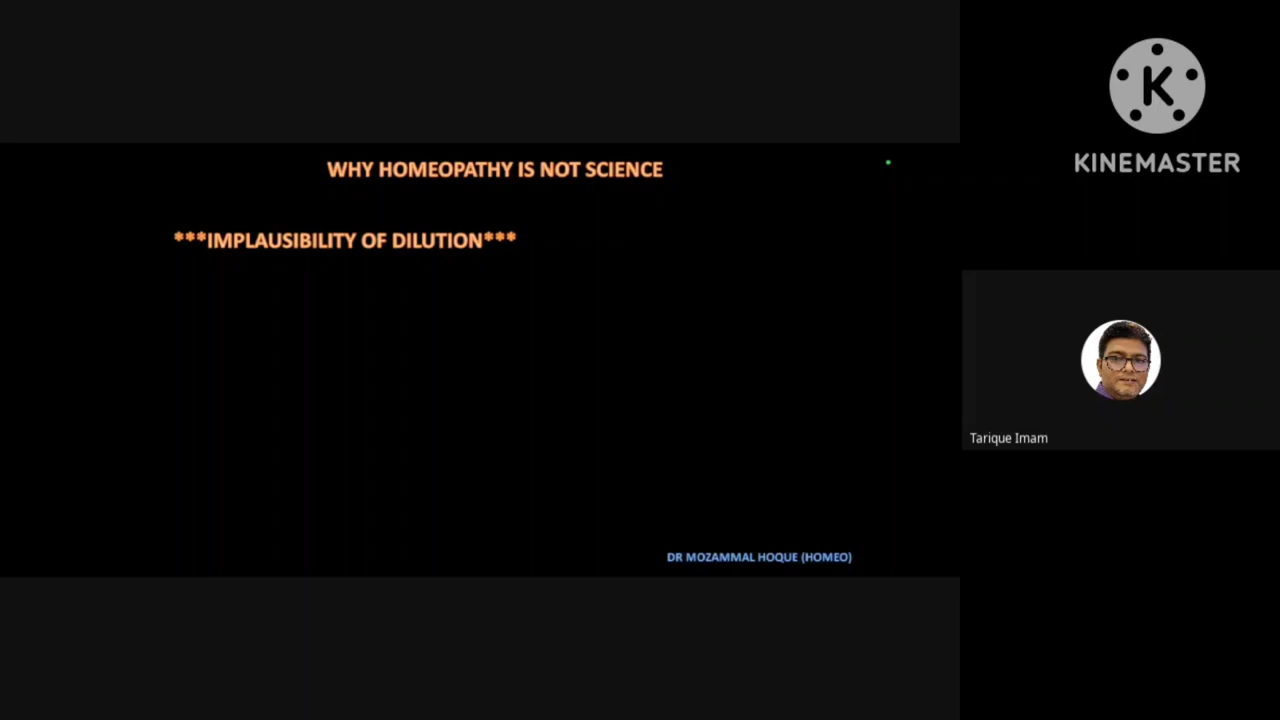 WHY HOMEOPATHY IS NOT SCIENCE
***IMPLAUSIBILITY OF DILUTION***
DR MOZAMMAL HOQUE (HOMEO)
K
KINEMASTER
Tarique Imam